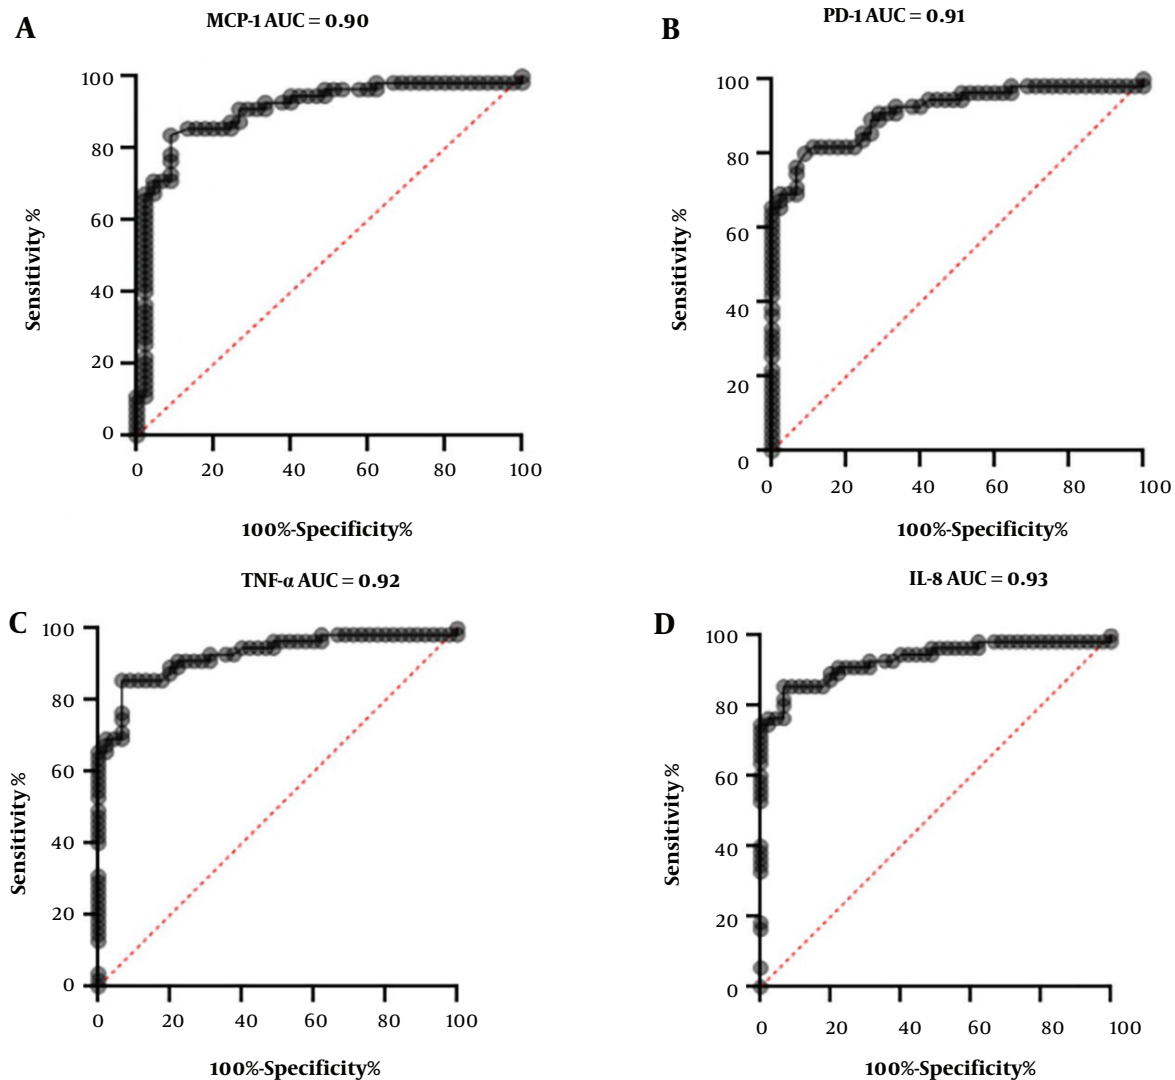 A
MCP-1 AUC = 0.90
Sensitivity %
100
80
60
40
20
0
0 20 40 60 80 100
100%-Specificity%
B
PD-1 AUC = 0.91
Sensitivity %
100
80
60
40
20
0
0 20 40 60 80 100
100%-Specificity%
C
TNF-α AUC = 0.92
Sensitivity %
100
80
60
40
20
0
0 20 40 60 80 100
100%-Specificity%
D
IL-8 AUC = 0.93
Sensitivity %
100
80
60
40
20
0
0 20 40 60 80 100
100%-Specificity%